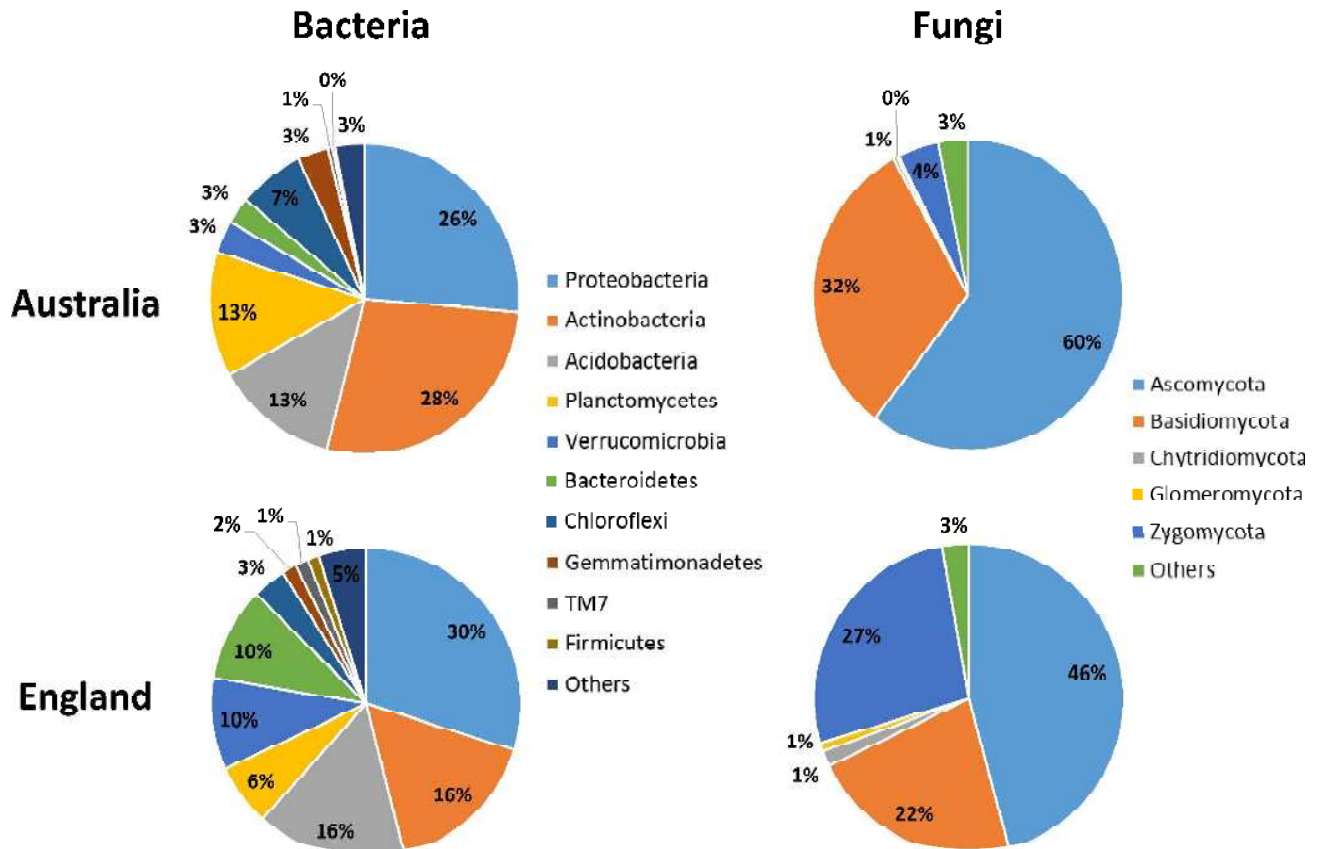 Bacteria
Fungi
Australia
0%
1%
3%
3%
3%
3%
7%
13%
13%
28%
26%
Proteobacteria
Actinobacteria
Acidobacteria
Planctomycetes
Verrucomicrobia
Bacteroidetes
Chloroflexi
Gemmatimonadetes
TM7
Firmicutes
Others
0%
1%
3%
4%
32%
60%
Ascomycota
Basidiomycota
Chytridiomycota
Glomeromycota
Zygomycota
Others
England
2%
1%
1%
3%
5%
10%
10%
6%
16%
16%
30%
3%
27%
46%
1%
1%
22%